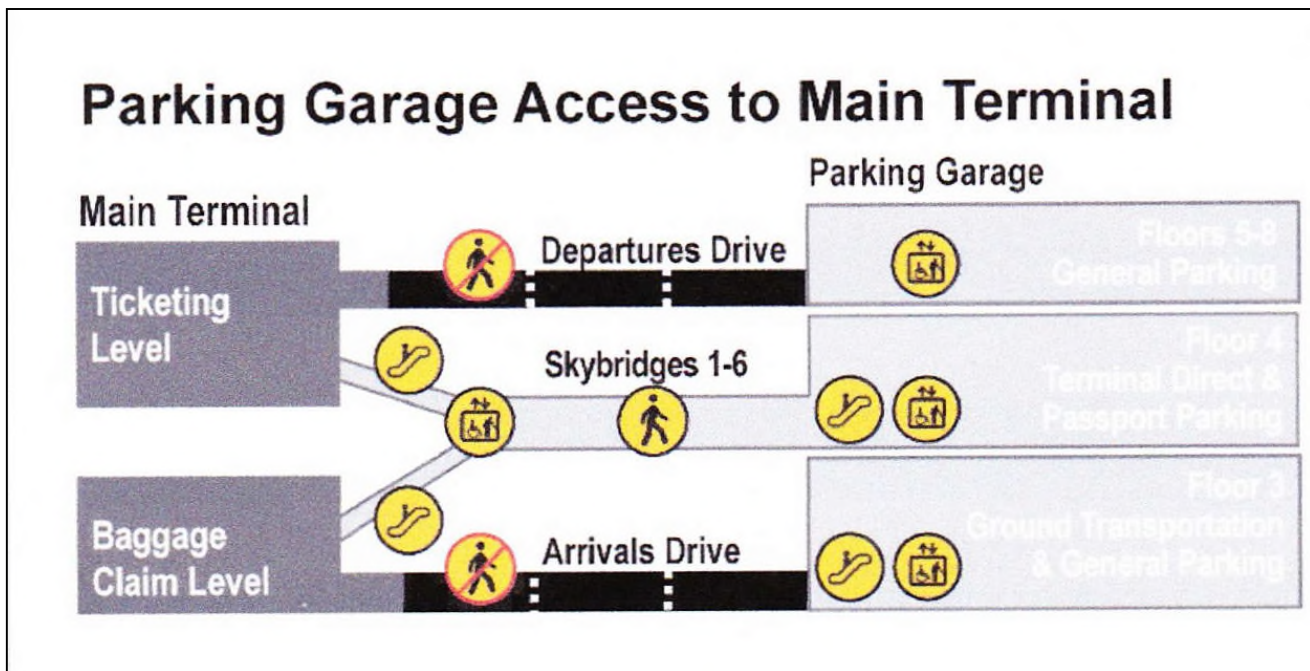 Parking Garage Access to Main Terminal
Parking Garage
Main Terminal
Departures Drive
Floors 5-8
General Parking
Ticketing
Level
Skybridges 1-6
Floor 4
Terminal Direct &
Passport Parking
Floor 3
Ground Transportation
& General Parking
Baggage
Claim Level
Arrivals Drive